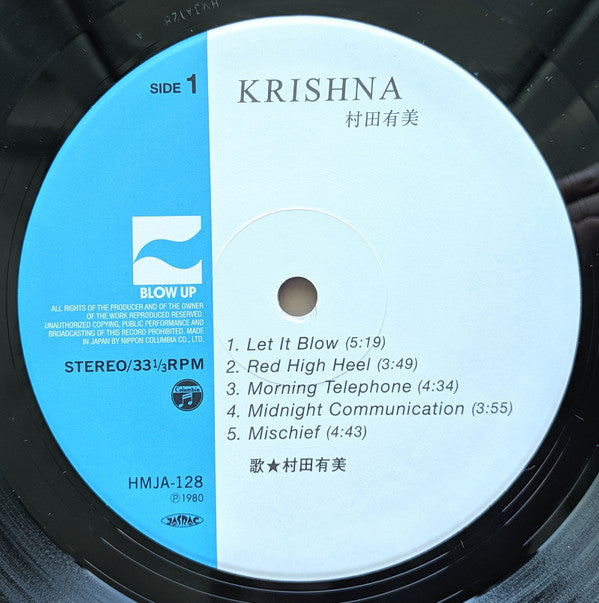 HMJA128 A
SIDE 1
KRISHNA
村田有美
BLOW UP
ALL RIGHTS OF THE PRODUCER AND OF THE OWNER
OF THE WORK REPRODUCED RESERVED.
UNAUTHORIZED COPYING, PUBLIC PERFORMANCE AND
BROADCASTING OF THIS RECORD PROHIBITED. MADE
IN JAPAN BY NIPPON COLUMBIA CO., LTD.
STEREO/33 1/3 RPM
Columbia
1. Let It Blow (5:19)
2. Red High Heel (3:49)
3. Morning Telephone (4:34)
4. Midnight Communication (3:55)
5. Mischief (4:43)
歌★村田有美
HMJA-128
Ⓟ1980
JASRAC